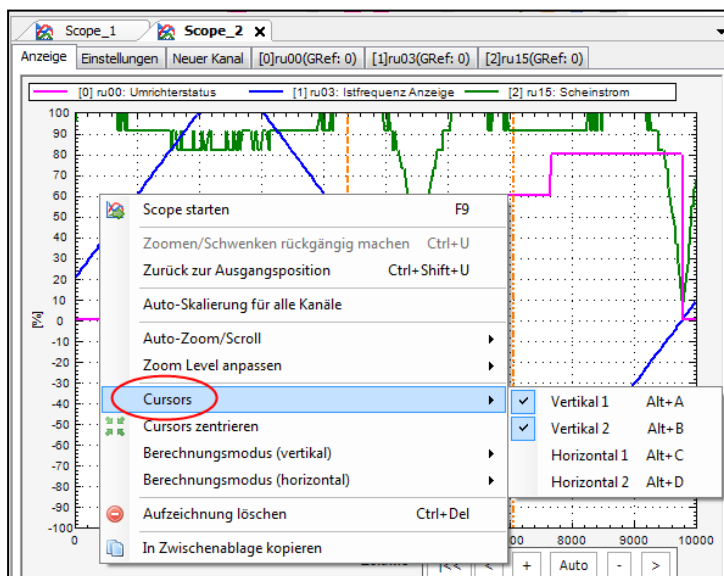 Scope_1 Scope_2
Anzeige Einstellungen Neuer Kanal [0]ru00(GRef: 0) [1]ru03(GRef: 0) [2]ru15(GRef: 0)
[0] ru00: Umrichterstatus [1] ru03: Istfrequenz Anzeige [2] ru15: Scheinstrom
100
90
80
70
60
50
40
30
20
10
0
-10
-20
-30
-40
-50
-60
-70
-80
-90
-100
[%]
Scope starten F9
Zoomen/Schwenken rückgängig machen Ctrl+U
Zurück zur Ausgangsposition Ctrl+Shift+U
Auto-Skalierung für alle Kanäle
Auto-Zoom/Scroll
Zoom Level anpassen
Cursors
Cursors zentrieren
Berechnungsmodus (vertikal)
Berechnungsmodus (horizontal)
Aufzeichnung löschen Ctrl+Del
In Zwischenablage kopieren
Vertikal 1 Alt+A
Vertikal 2 Alt+B
Horizontal 1 Alt+C
Horizontal 2 Alt+D
0 8000 9000 10000
|<< < + Auto - >